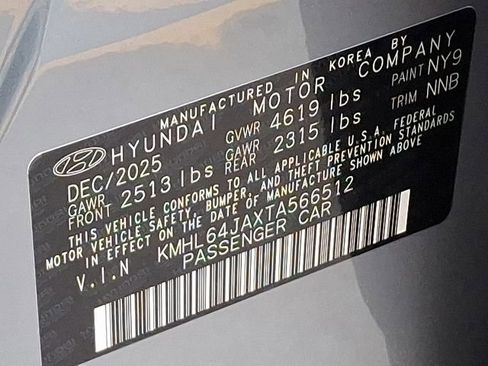 MANUFACTURED IN KOREA BY
HYUNDAI MOTOR COMPANY
DEC/2025 GVWR 4619 lbs PAINT NY9
GAWR FRONT 2513 lbs GAWR REAR 2315 lbs TRIM NNB
THIS VEHICLE CONFORMS TO ALL APPLICABLE U.S.A. FEDERAL
MOTOR VEHICLE SAFETY, BUMPER, AND THEFT PREVENTION STANDARDS
IN EFFECT ON THE DATE OF MANUFACTURE SHOWN ABOVE.
V.I.N KMHL64JAXTA566512
PASSENGER CAR